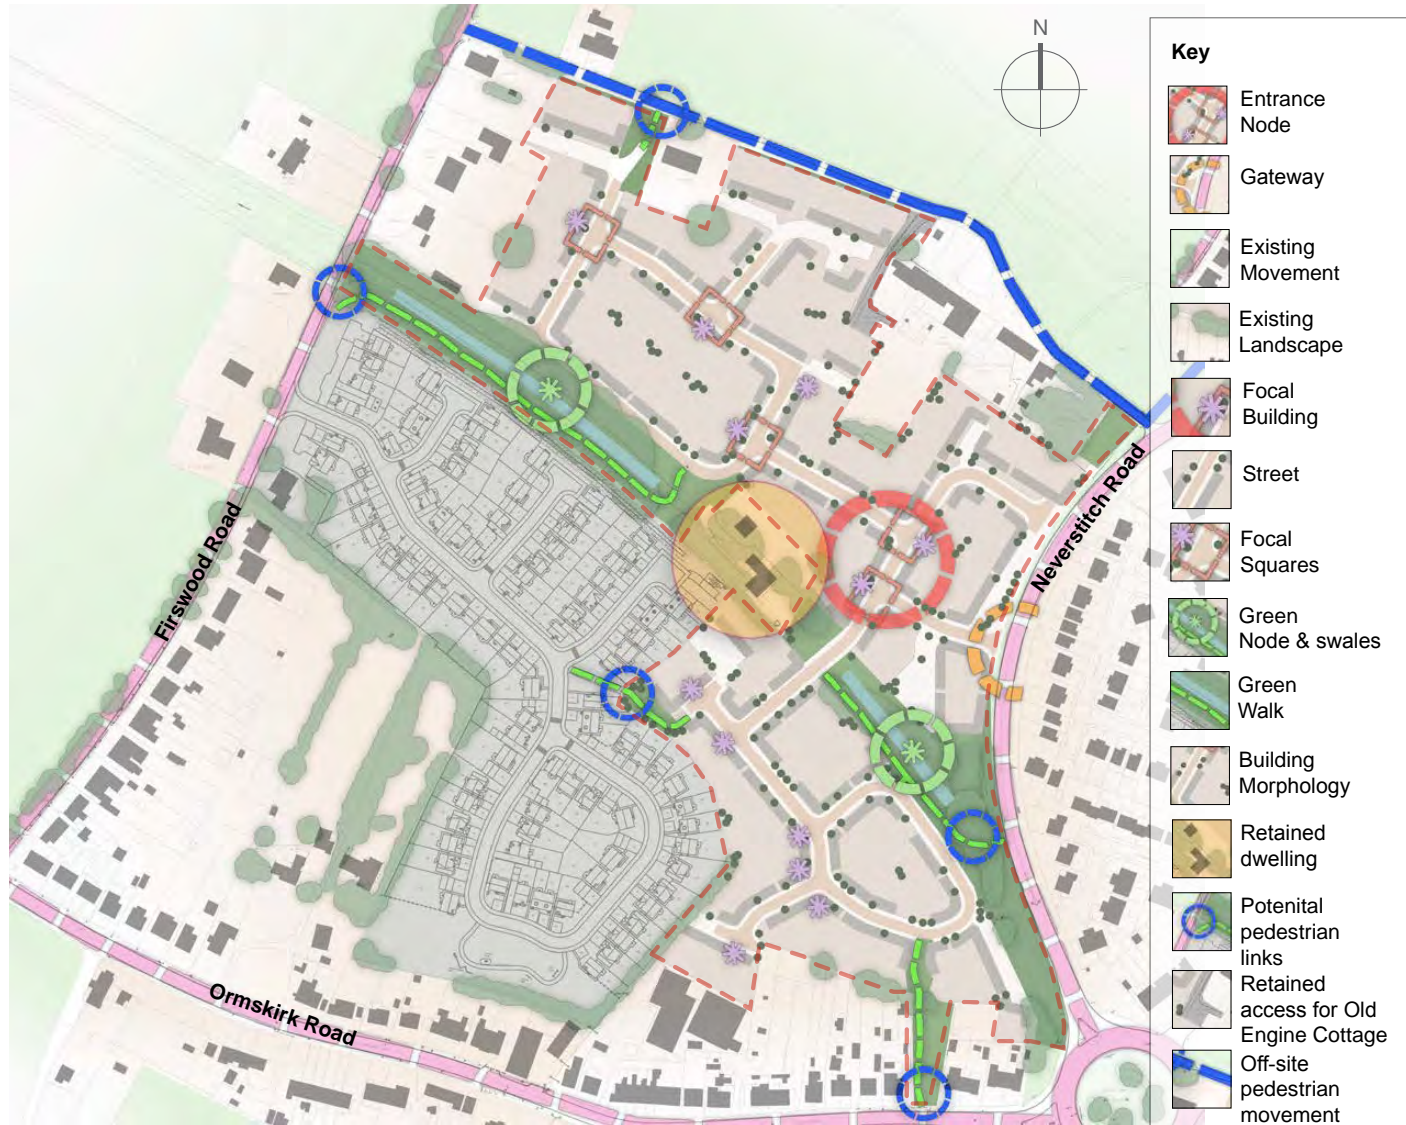 N
Key
Entrance
Node
Gateway
Existing
Movement
Existing
Landscape
Focal
Building
Street
Focal
Squares
Green
Node & swales
Green
Walk
Building
Morphology
Retained
dwelling
Potenital
pedestrian
links
Retained
access for Old
Engine Cottage
Off-site
pedestrian
movement
Firswood Road
Neverstitch Road
Ormskirk Road